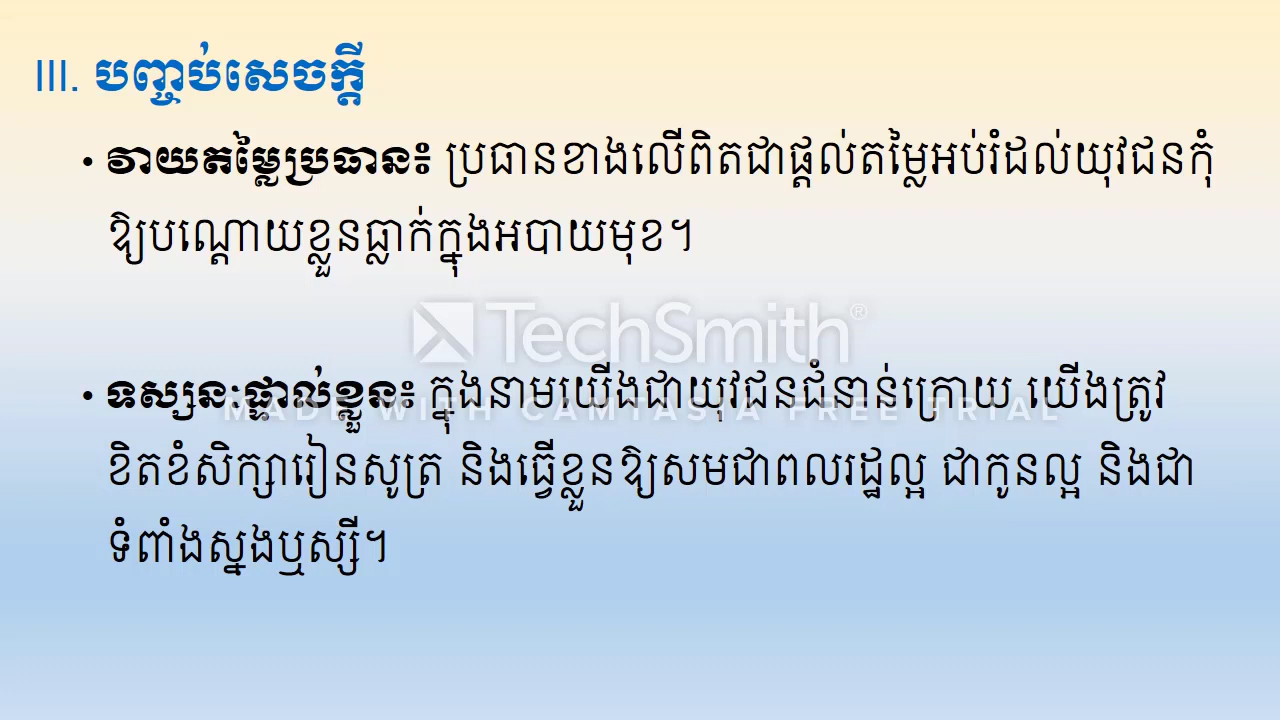 III. បញ្ចប់សេចក្តី
• វាយតម្លៃប្រធាន៖ ប្រធានខាងលើពិតជាផ្តល់តម្លៃអប់រំដល់យុវជនកុំ
ឱ្យបណ្តោយខ្លួនធ្លាក់ក្នុងអបាយមុខ។
TechSmith®
• ទស្សនៈផ្ទាល់ខ្លួន៖ ក្នុងនាមយើងជាយុវជនជំនាន់ក្រោយ យើងត្រូវ
MADE WITH CAMTASIA FREE TRIAL
ខិតខំសិក្សារៀនសូត្រ និងធ្វើខ្លួនឱ្យសមជាពលរដ្ឋល្អ ជាកូនល្អ និងជា
ទំពាំងស្នងឬស្សី។